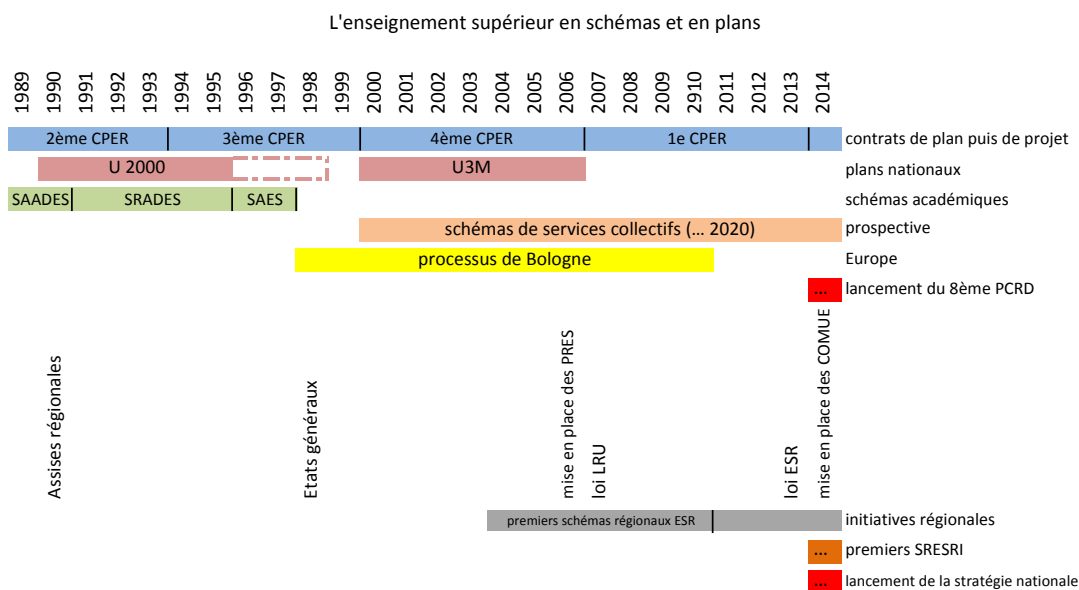 L'enseignement supérieur en schémas et en plans
1989 1990 1991 1992 1993 1994 1995 1996 1997 1998 1999 2000 2001 2002 2003 2004 2005 2006 2007 2008 2009 2910 2011 2012 2013 2014
2ème CPER 3ème CPER 4ème CPER 1e CPER contrats de plan puis de projet
U 2000 U3M plans nationaux
SAADES SRADES SAES schémas académiques
schémas de services collectifs (... 2020) prospective
processus de Bologne Europe
... lancement du 8ème PCRD
Assises régionales
Etats généraux
mise en place des PRES
loi LRU
loi ESR
mise en place des COMUE
premiers schémas régionaux ESR initiatives régionales
... premiers SRESRI
... lancement de la stratégie nationale